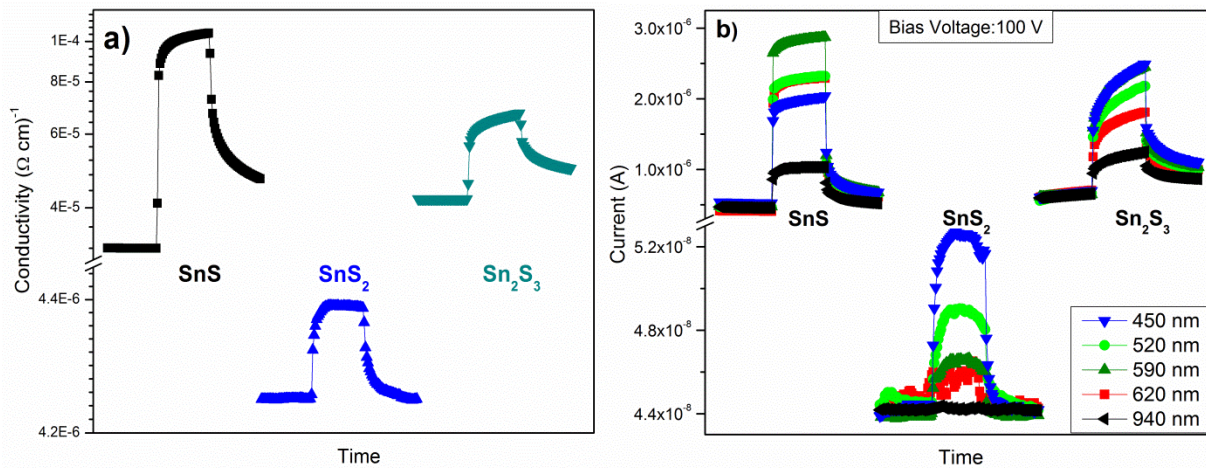 a)
Conductivity (Ω cm)⁻¹
1E-4
8E-5
6E-5
4E-5
4.4E-6
4.2E-6
SnS
SnS₂
Sn₂S₃
Time
b)
Bias Voltage:100 V
Current (A)
3.0x10⁻⁶
2.0x10⁻⁶
1.0x10⁻⁶
5.2x10⁻⁸
4.8x10⁻⁸
4.4x10⁻⁸
SnS
SnS₂
Sn₂S₃
450 nm
520 nm
590 nm
620 nm
940 nm
Time